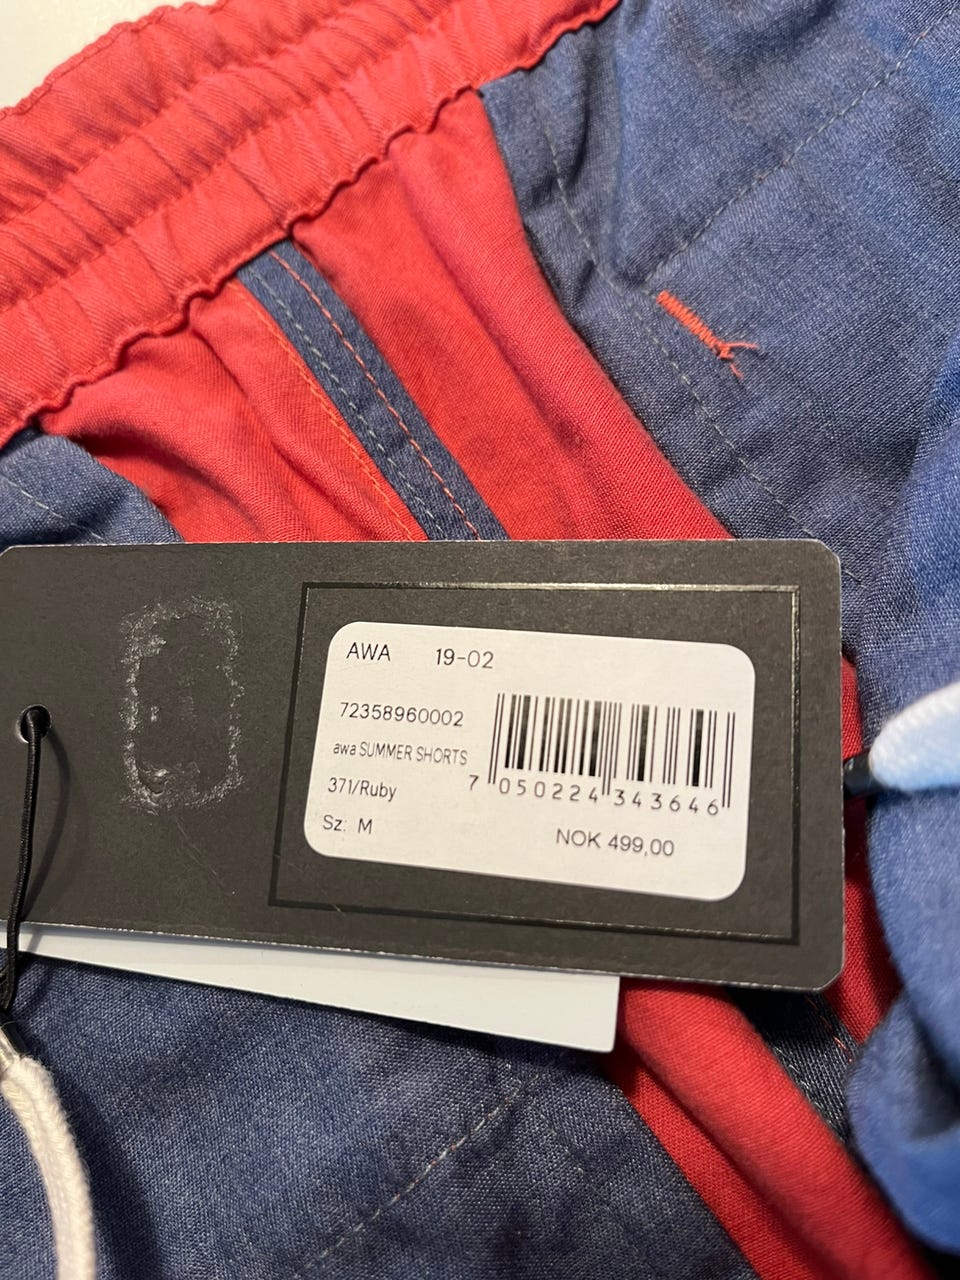 AWA 19-02
72358960002
awa SUMMER SHORTS
371/Ruby
Sz: M
7 050224 343646
NOK 499,00